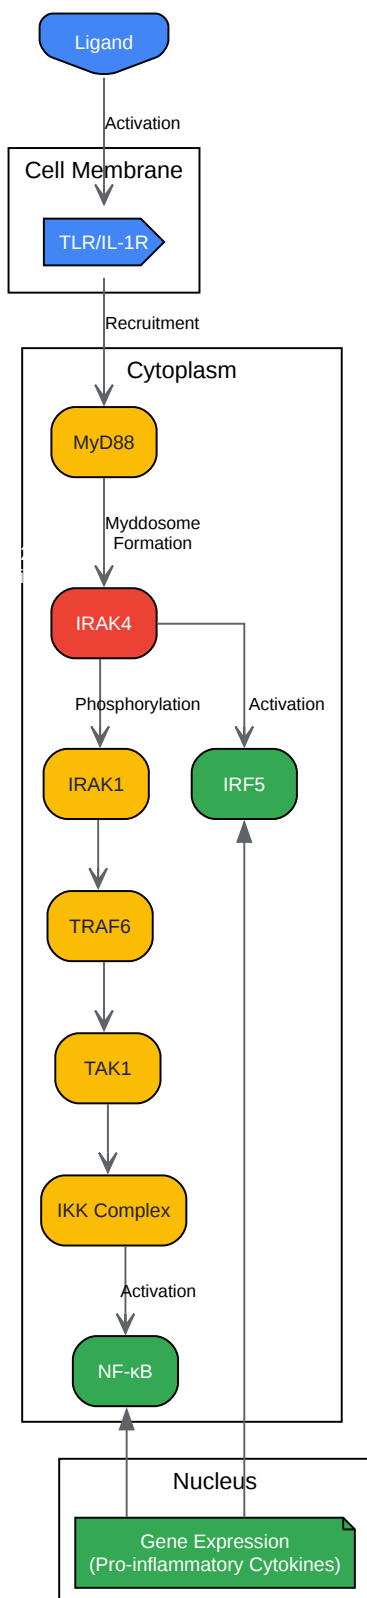 Ligand
Activation
Cell Membrane
TLR/IL-1R
Recruitment
Cytoplasm
MyD88
Myddosome
Formation
IRAK4
Phosphorylation
Activation
IRAK1
IRF5
TRAF6
TAK1
IKK Complex
Activation
NF-κB
Nucleus
Gene Expression
(Pro-inflammatory Cytokines)